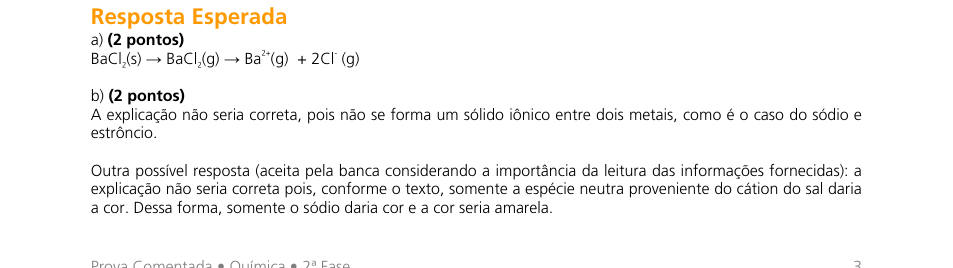 Resposta Esperada
a) (2 pontos)
BaCl₂(s) → BaCl₂(g) → Ba²⁺(g) + 2Cl⁻ (g)
b) (2 pontos)
A explicação não seria correta, pois não se forma um sólido iônico entre dois metais, como é o caso do sódio e
estrôncio.
Outra possível resposta (aceita pela banca considerando a importância da leitura das informações fornecidas): a
explicação não seria correta pois, conforme o texto, somente a espécie neutra proveniente do cátion do sal daria
a cor. Dessa forma, somente o sódio daria cor e a cor seria amarela.
Prova Comentada • Química • 2ª Fase 3